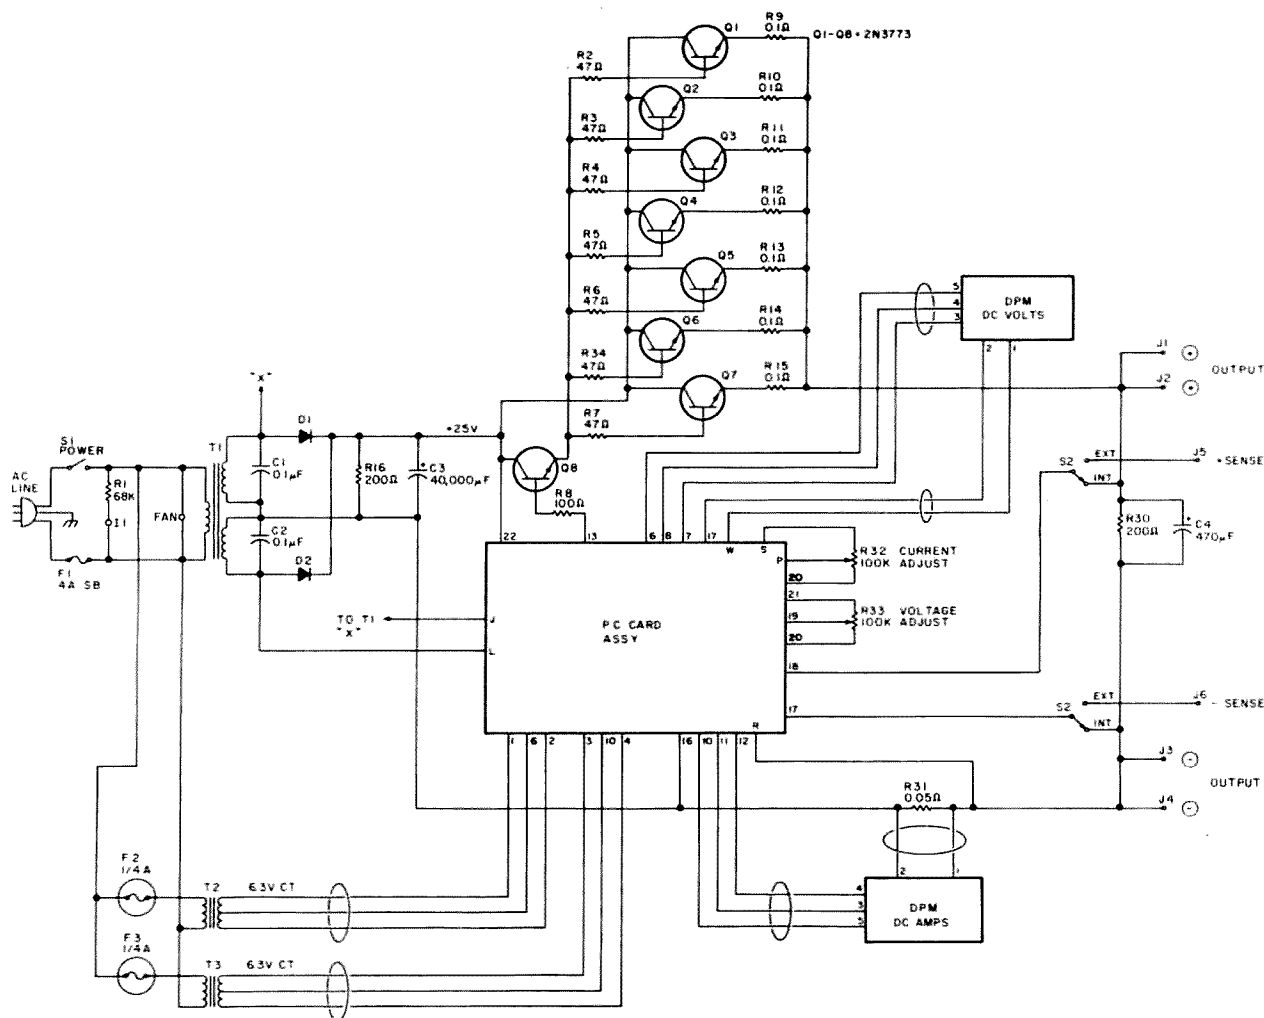 R9
0.1Ω
Q1
Q1-Q8=2N3773
R2
47Ω
R10
0.1Ω
Q2
R3
47Ω
R11
0.1Ω
Q3
R4
47Ω
R12
0.1Ω
Q4
R5
47Ω
R13
0.1Ω
Q5
R6
47Ω
R14
0.1Ω
Q6
R34
47Ω
R15
0.1Ω
Q7
R7
47Ω
5
4
3
DPM
DC VOLTS
2
1
J1
+
J2
+
OUTPUT
"X"
D1
+25V
S1
POWER
T1
AC
LINE
R1
68K
I1
FAN
C1
0.1µF
R16
200Ω
+
C3
40,000µF
Q8
R8
100Ω
C2
0.1µF
D2
F1
4A SB
S2
EXT
INT
J5
+SENSE
R30
200Ω
+
C4
470µF
22
13
6
8
7
17
W
S
P
20
R32 CURRENT
100K ADJUST
21
19
20
R33 VOLTAGE
100K ADJUST
TO T1
"X"
J
L
PC CARD
ASSY
18
17
R
S2
EXT
INT
J6
- SENSE
1
6
2
3
10
4
16
10
11
12
J3
-
J4
-
OUTPUT
R31
0.05Ω
2
1
4
3
5
DPM
DC AMPS
F2
1/4A
T2
6.3V CT
F3
1/4A
T3
6.3V CT